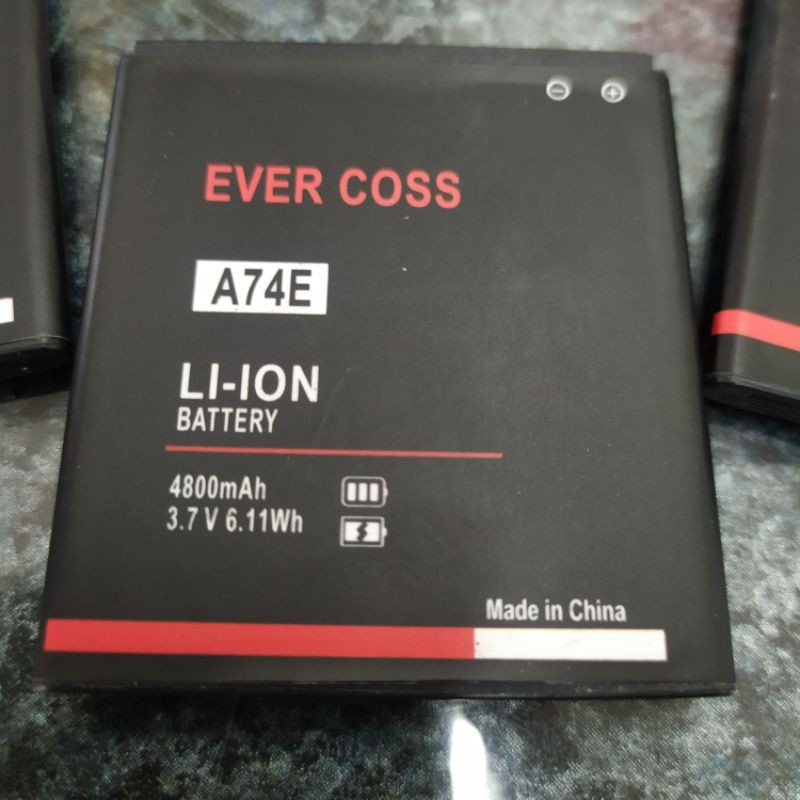 EVER COSS
A74E
LI-ION
BATTERY
4800mAh
3.7 V 6.11Wh
Made in China